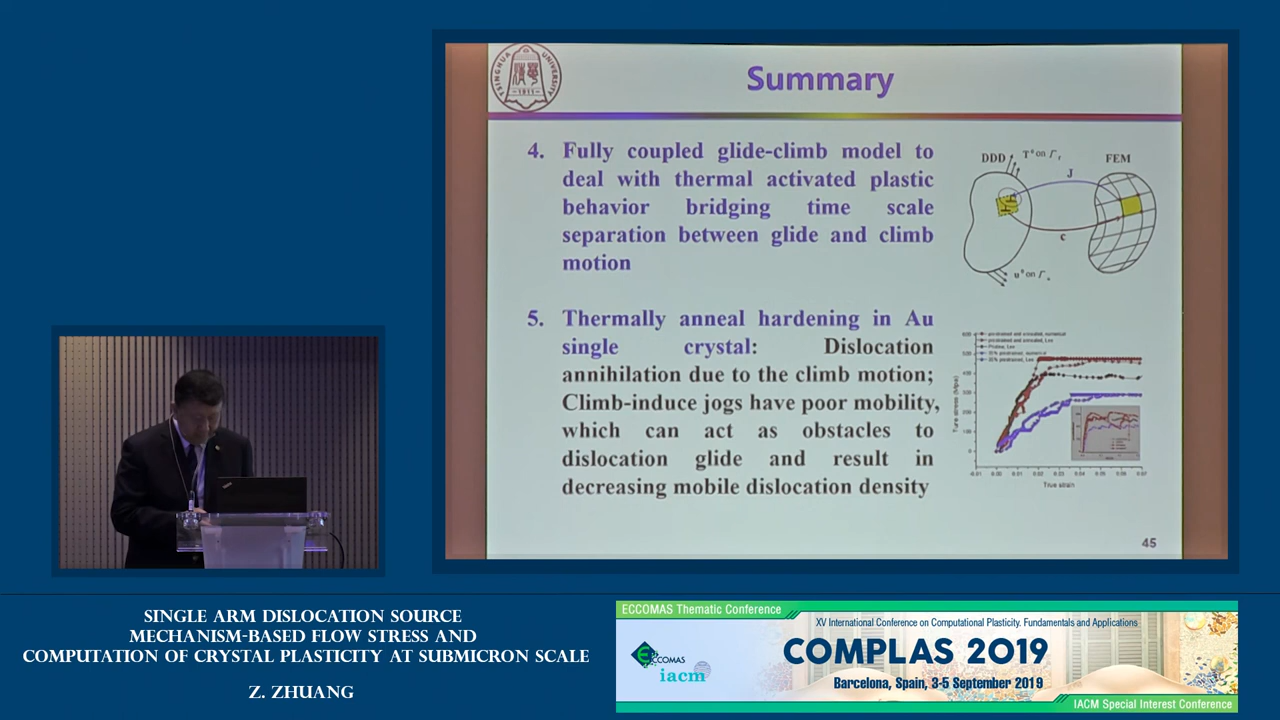 TSINGHUA UNIVERSITY
1911
Summary
4. Fully coupled glide-climb model to
deal with thermal activated plastic
behavior bridging time scale
separation between glide and climb
motion
DDD
on Γ
FEM
J
c
on Γ
5. Thermally anneal hardening in Au
single crystal: Dislocation
annihilation due to the climb motion;
Climb-induce jogs have poor mobility,
which can act as obstacles to
dislocation glide and result in
decreasing mobile dislocation density
True strain
45
SINGLE ARM DISLOCATION SOURCE
MECHANISM-BASED FLOW STRESS AND
COMPUTATION OF CRYSTAL PLASTICITY AT SUBMICRON SCALE
Z. ZHUANG
ECCOMAS Thematic Conference
XV International Conference on Computational Plasticity. Fundamentals and Applications
ECCOMAS
iacm
COMPLAS 2019
Barcelona, Spain, 3-5 September 2019
IACM Special Interest Conference